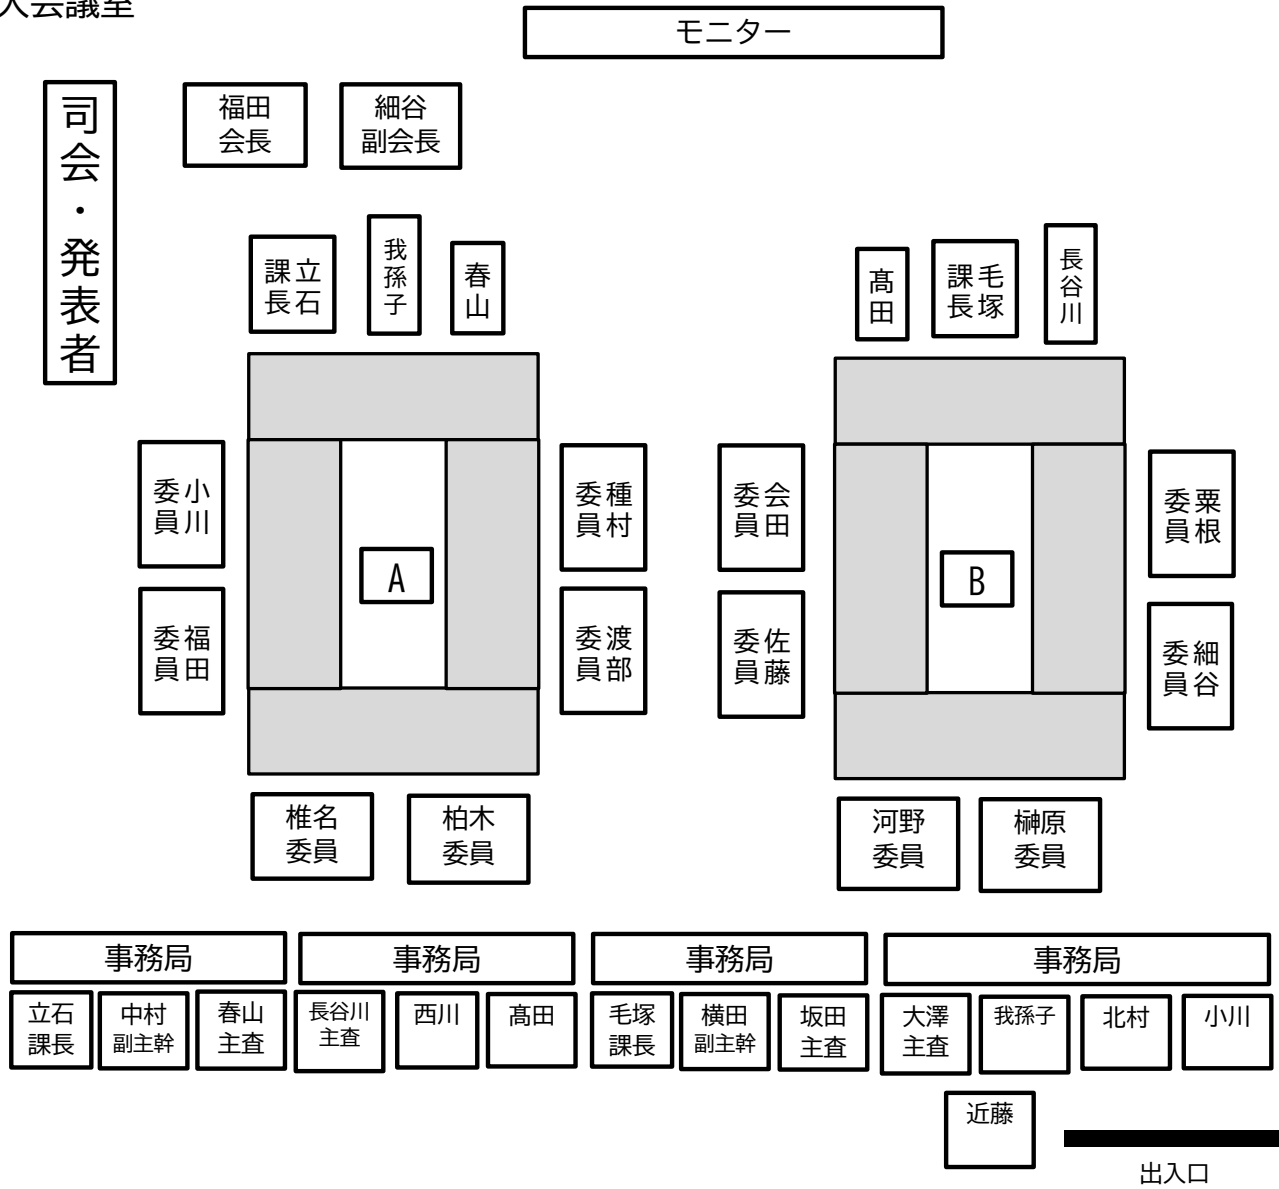 大会議室
モニター
司会・発表者
福田
会長
細谷
副会長
立石
課長
我孫子
春山
髙田
毛塚
課長
長谷川
小川
委員
福田
委員
A
種村
委員
渡部
委員
会田
委員
佐藤
委員
B
粟根
委員
細谷
委員
椎名
委員
柏木
委員
河野
委員
榊原
委員
事務局
事務局
事務局
事務局
立石
課長
中村
副主幹
春山
主査
長谷川
主査
西川
髙田
毛塚
課長
横田
副主幹
坂田
主査
大澤
主査
我孫子
北村
小川
近藤
出入口